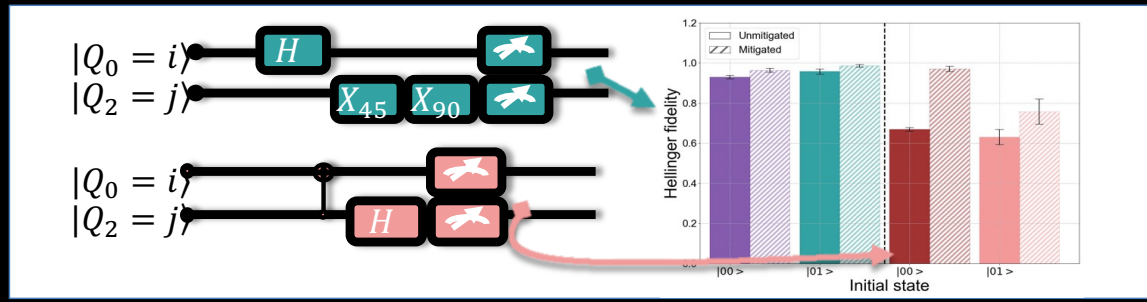 |Q₀ = i⟩
H
|Q₂ = j⟩
X₄₅ X₉₀
|Q₀ = i⟩
|Q₂ = j⟩
H
Hellinger fidelity
1.2
1.0
0.8
0.6
0.4
0.2
Unmitigated
Mitigated
|00 > |01 > |00 > |01 >
Initial state